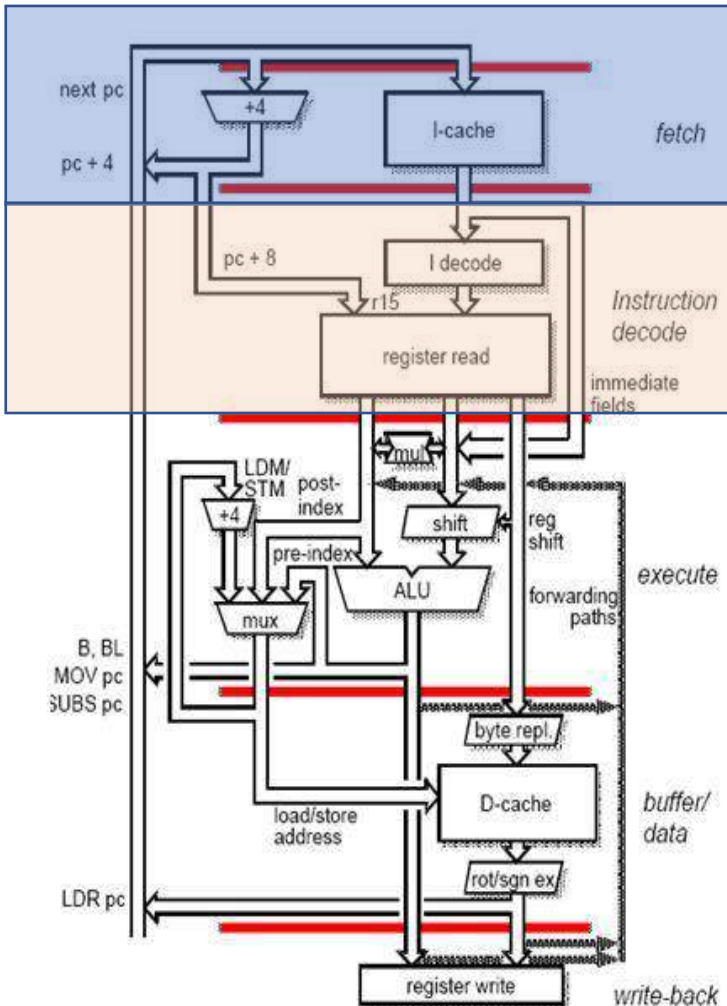 next pc
+4
I-cache
fetch
pc + 4
pc + 8
I decode
r15
Instruction
decode
register read
immediate
fields
mul
LDM/
STM
post-
index
+4
shift
reg
shift
pre-index
execute
ALU
forwarding
paths
mux
B, BL
MOV pc
SUBS pc
byte repl.
D-cache
buffer/
data
load/store
address
rot/sgn ex
LDR pc
register write
write-back